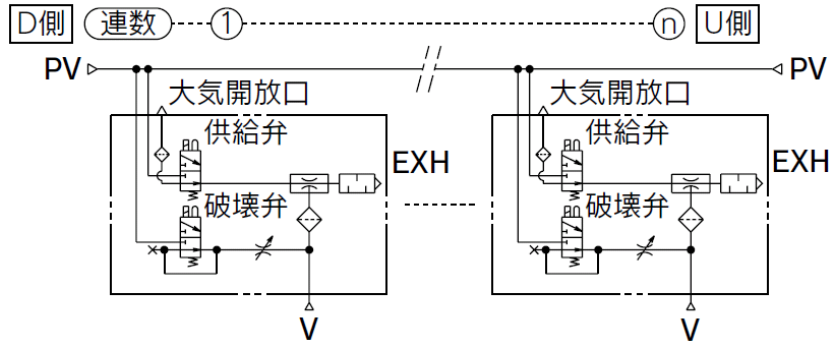 D側 連数 1 n U側
PV PV
大気開放口 大気開放口
供給弁 供給弁
EXH EXH
破壊弁 破壊弁
V V